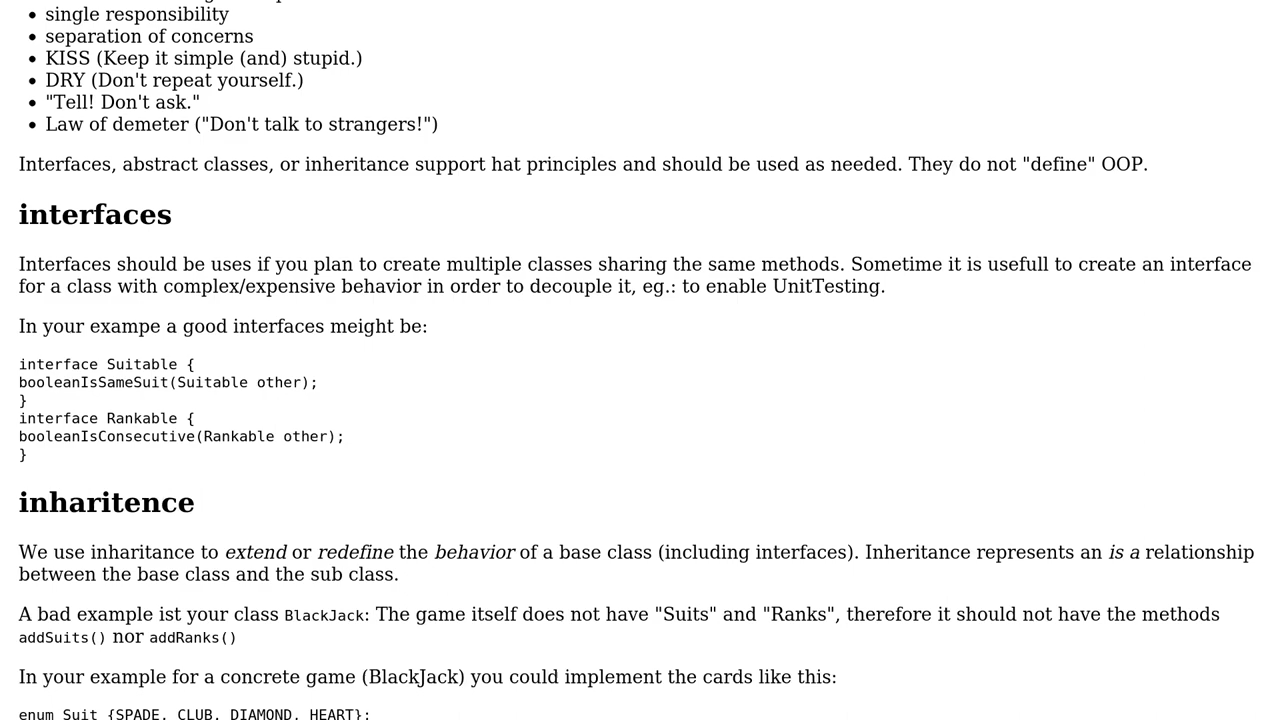 single responsibility
separation of concerns
KISS (Keep it simple (and) stupid.)
DRY (Don't repeat yourself.)
"Tell! Don't ask."
Law of demeter ("Don't talk to strangers!")
Interfaces, abstract classes, or inheritance support hat principles and should be used as needed. They do not "define" OOP.
interfaces
Interfaces should be uses if you plan to create multiple classes sharing the same methods. Sometime it is usefull to create an interface
for a class with complex/expensive behavior in order to decouple it, eg.: to enable UnitTesting.
In your exampe a good interfaces meight be:
interface Suitable {
booleanIsSameSuit(Suitable other);
}
interface Rankable {
booleanIsConsecutive(Rankable other);
}
inharitence
We use inharitance to extend or redefine the behavior of a base class (including interfaces). Inheritance represents an is a relationship
between the base class and the sub class.
A bad example ist your class BlackJack: The game itself does not have "Suits" and "Ranks", therefore it should not have the methods
addSuits() nor addRanks()
In your example for a concrete game (BlackJack) you could implement the cards like this:
enum Suit {SPADE, CLUB, DIAMOND, HEART};